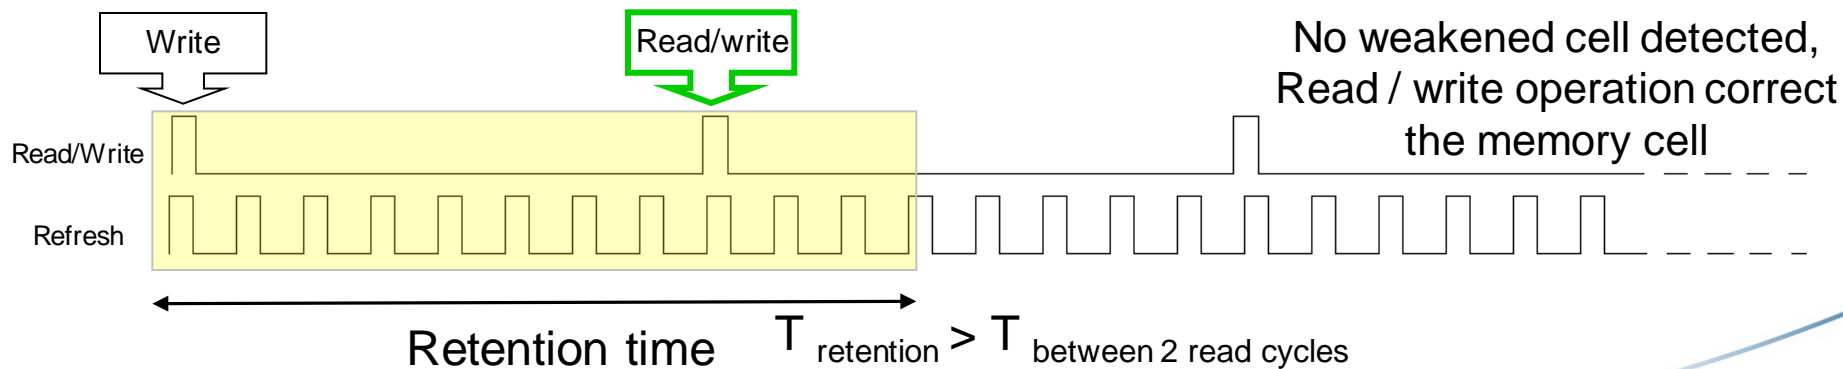 Write
Read/write
No weakened cell detected,
Read / write operation correct
the memory cell
Read/Write
Refresh
Retention time
T retention > T between 2 read cycles